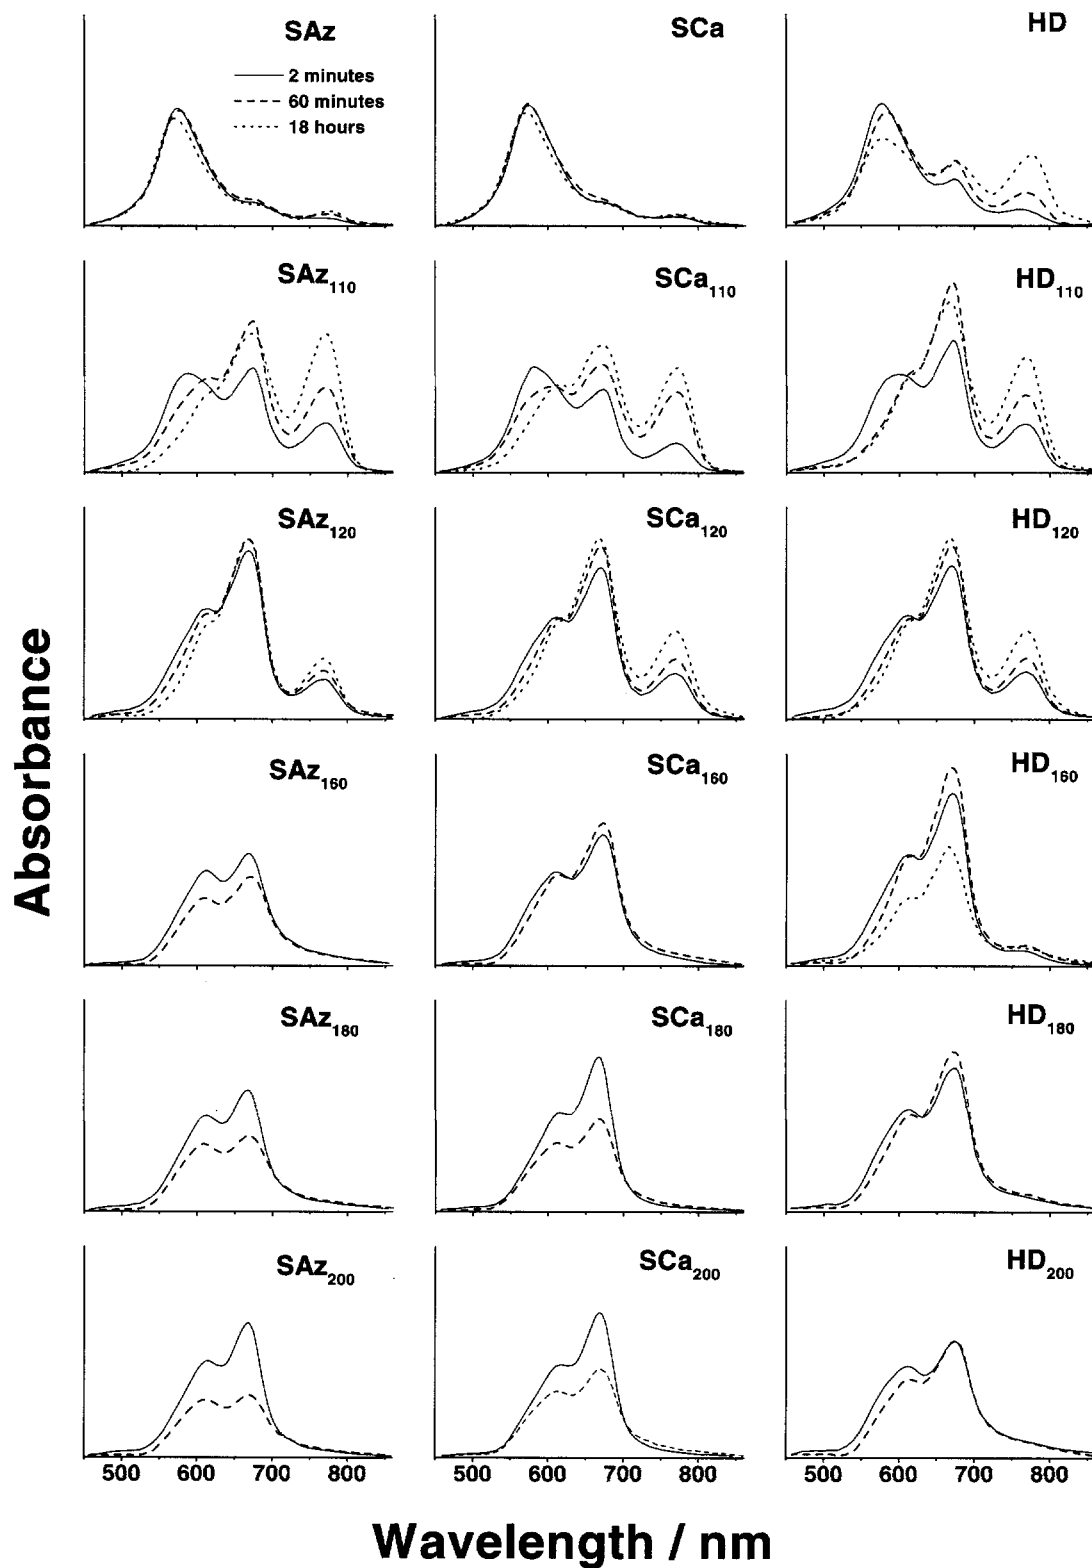 SAz
SCa
HD
2 minutes
60 minutes
18 hours
SAz110
SCa110
HD110
SAz120
SCa120
HD120
SAz160
SCa160
HD160
SAz180
SCa180
HD180
SAz200
SCa200
HD200
500 600 700 800 500 600 700 800 500 600 700 800
Absorbance
Wavelength / nm